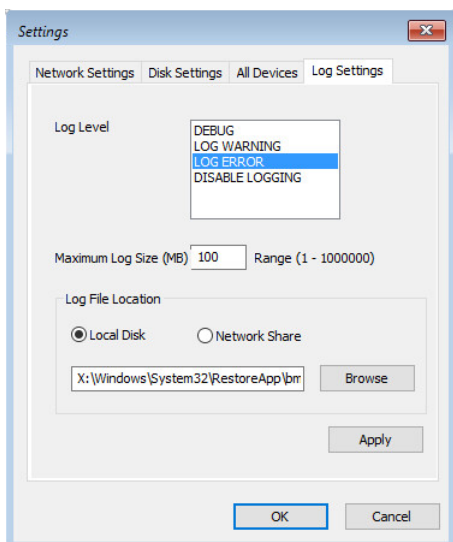 Settings
Network Settings Disk Settings All Devices Log Settings
Log Level
DEBUG
LOG WARNING
LOG ERROR
DISABLE LOGGING
Maximum Log Size (MB) 100 Range (1 - 1000000)
Log File Location
Local Disk Network Share
X:\Windows\System32\RestoreApp\bm Browse
Apply
OK Cancel